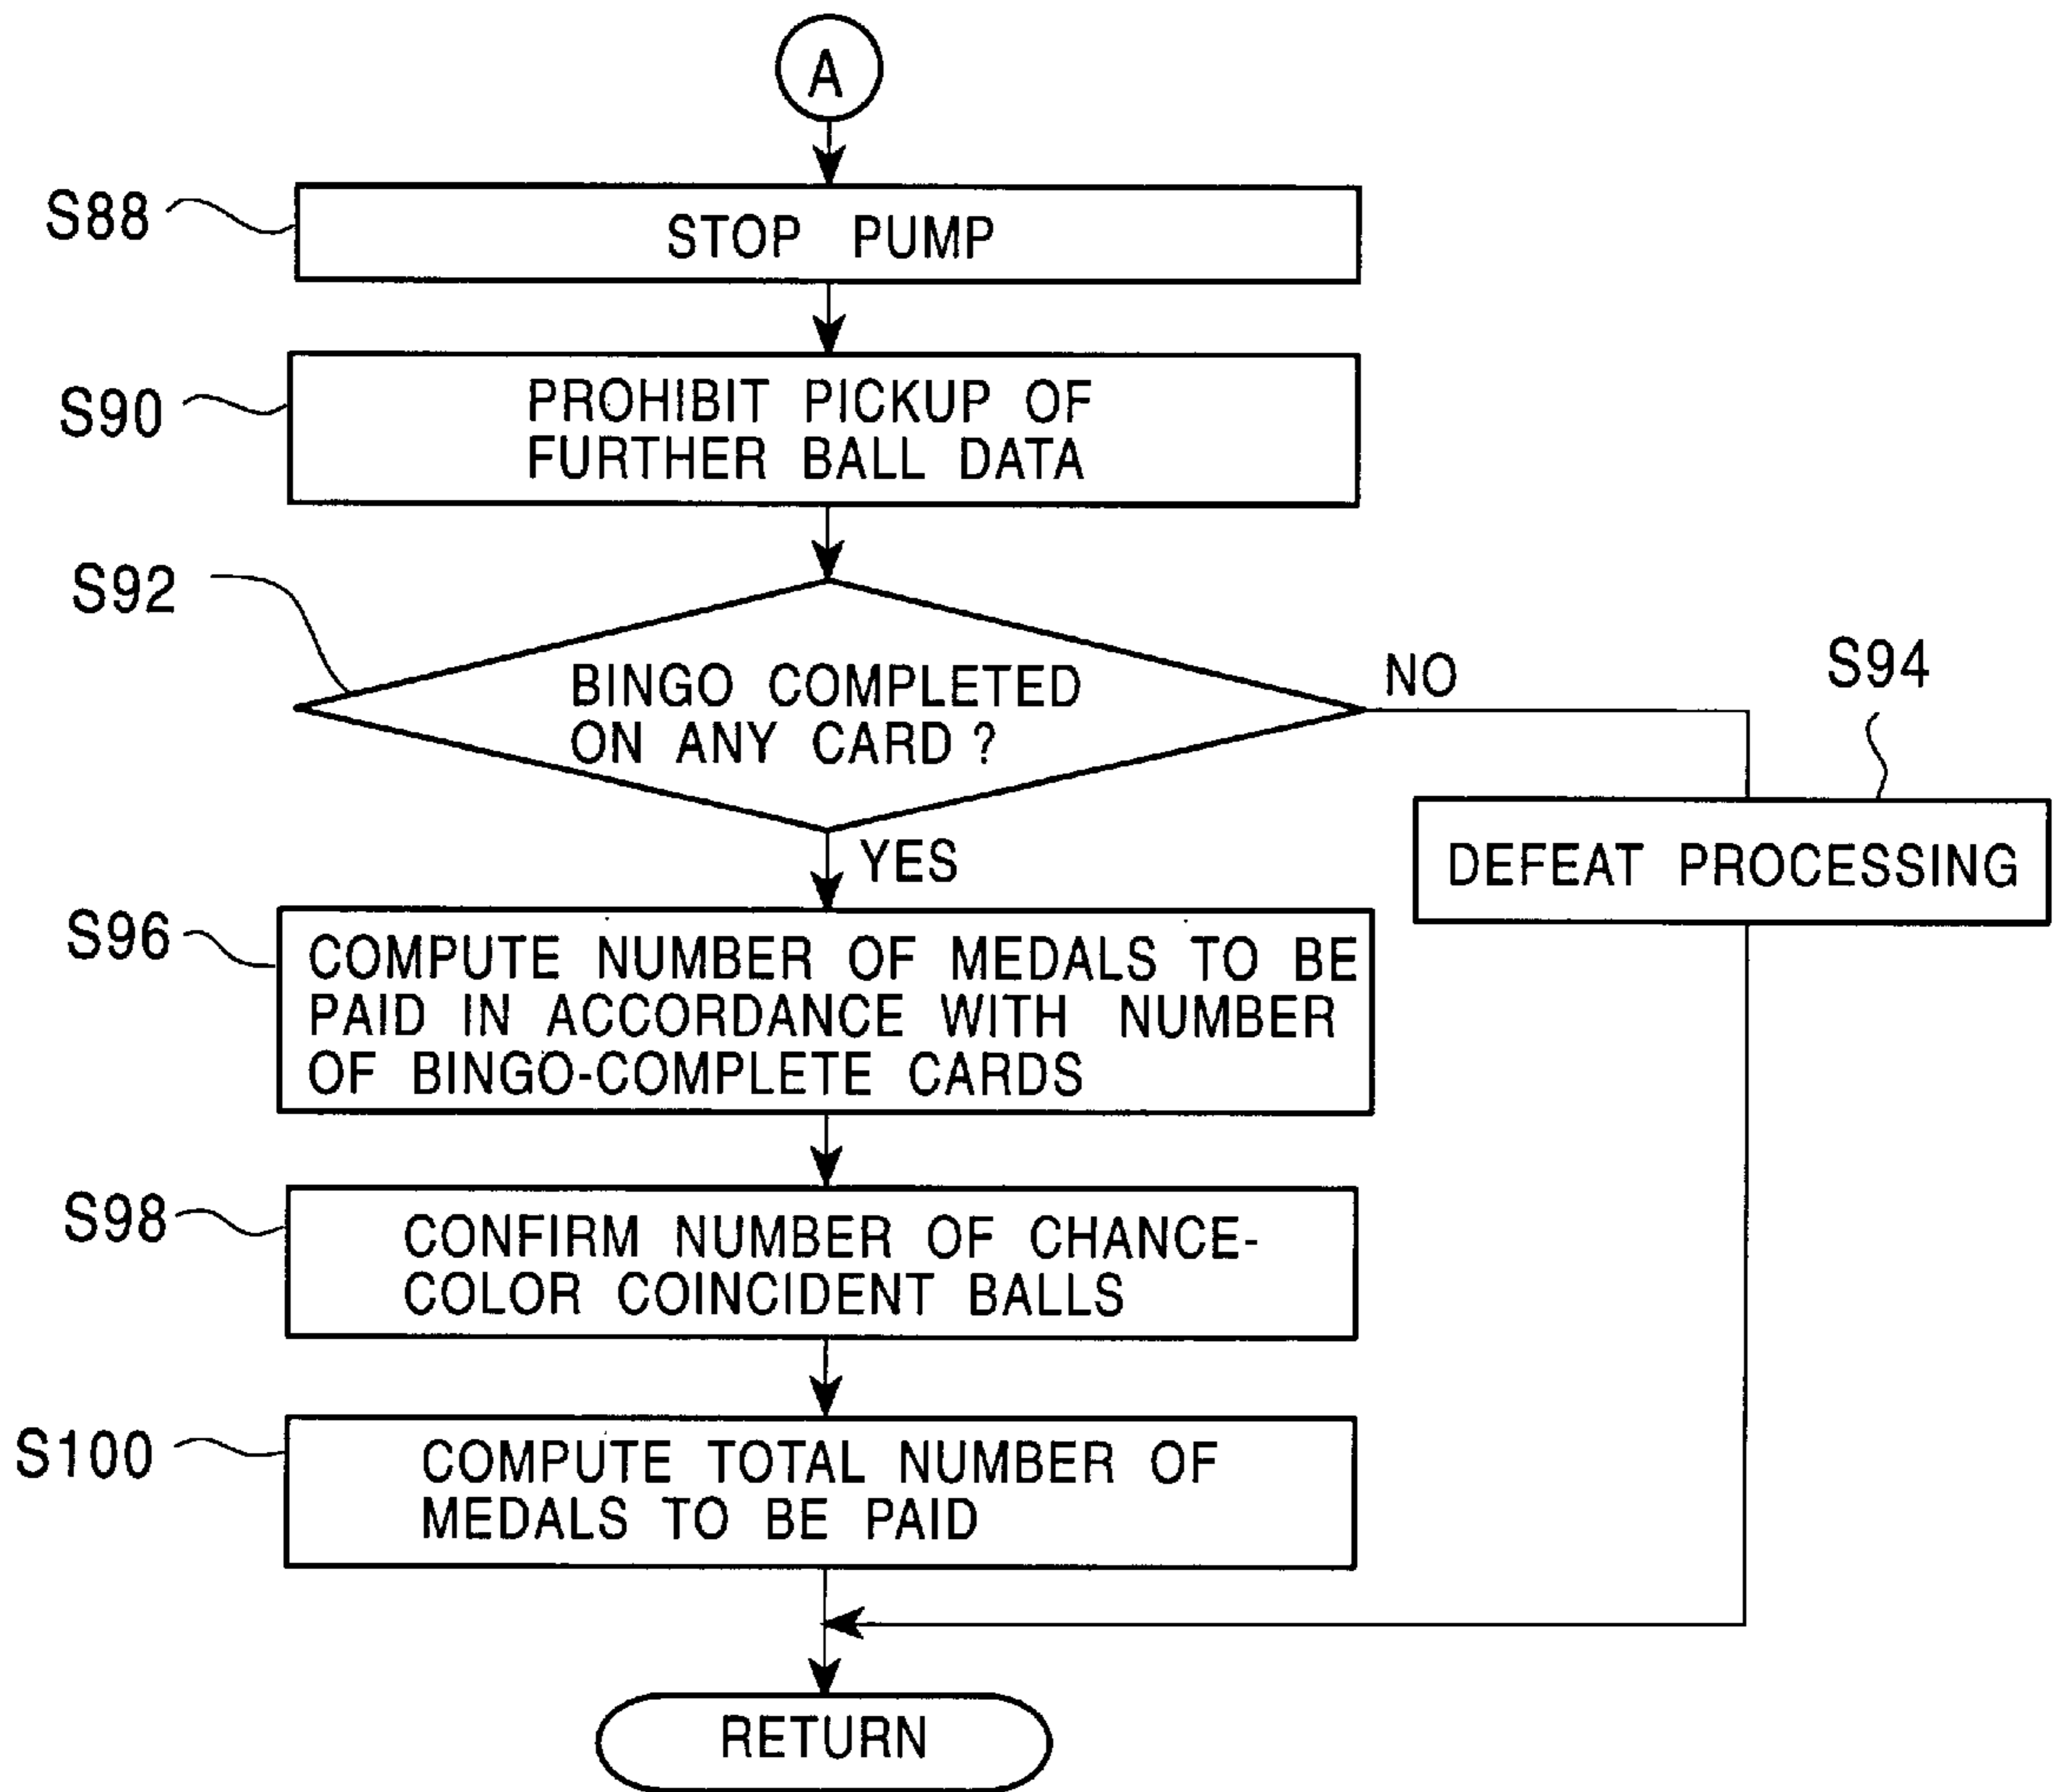 A
S88
STOP PUMP
S90
PROHIBIT PICKUP OF
FURTHER BALL DATA
S92
BINGO COMPLETED
ON ANY CARD ?
NO
S94
DEFEAT PROCESSING
YES
S96
COMPUTE NUMBER OF MEDALS TO BE
PAID IN ACCORDANCE WITH NUMBER
OF BINGO-COMPLETE CARDS
S98
CONFIRM NUMBER OF CHANCE-
COLOR COINCIDENT BALLS
S100
COMPUTE TOTAL NUMBER OF
MEDALS TO BE PAID
RETURN